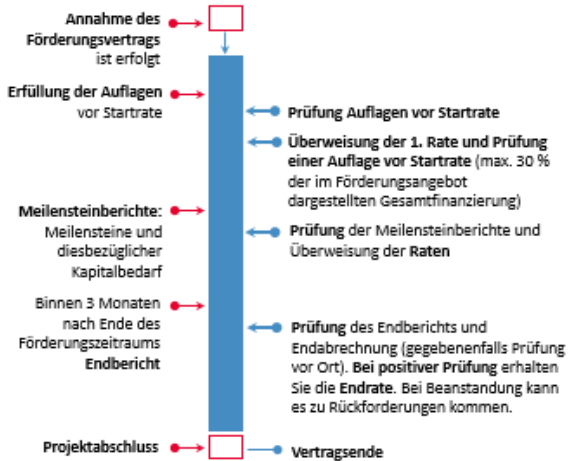 Annahme des
Förderungsvertrags
ist erfolgt
Erfüllung der Auflagen
vor Startrate
Prüfung Auflagen vor Startrate
Überweisung der 1. Rate und Prüfung
einer Auflage vor Startrate (max. 30 %
der im Förderungsangebot
dargestellten Gesamtfinanzierung)
Meilensteinberichte:
Meilensteine und
diesbezüglicher
Kapitalbedarf
Prüfung der Meilensteinberichte und
Überweisung der Raten
Binnen 3 Monaten
nach Ende des
Förderungszeitraums
Endbericht
Prüfung des Endberichts und
Endabrechnung (gegebenenfalls Prüfung
vor Ort). Bei positiver Prüfung erhalten
Sie die Endrate. Bei Beanstandung kann
es zu Rückforderungen kommen.
Projektabschluss
Vertragsende